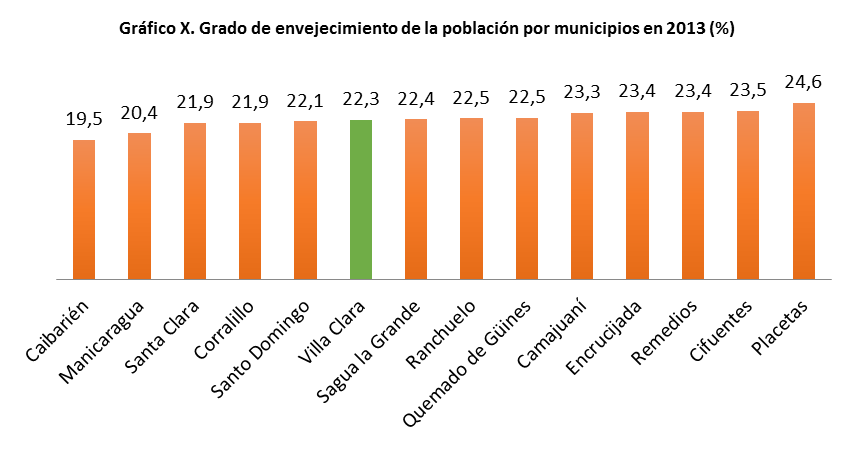 Gráfico X. Grado de envejecimiento de la población por municipios en 2013 (%)
19,5
20,4
21,9
21,9
22,1
22,3
22,4
22,5
22,5
23,3
23,4
23,4
23,5
24,6
Caibarién
Manicaragua
Santa Clara
Corralillo
Santo Domingo
Villa Clara
Sagua la Grande
Ranchuelo
Quemado de Güines
Camajuaní
Encrucijada
Remedios
Cifuentes
Placetas